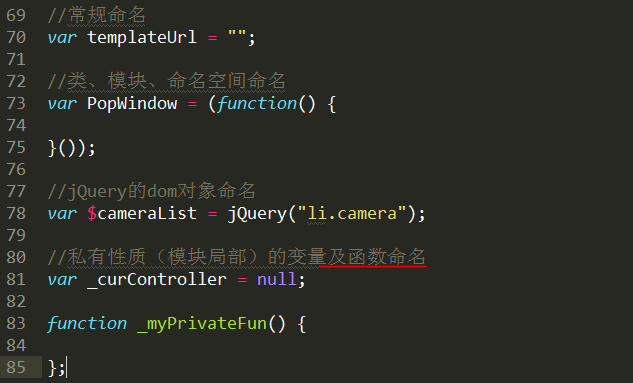 69 //常规命名
70 var templateUrl = "";
71
72 //类、模块、命名空间命名
73 var PopWindow = (function() {
74
75 }());
76
77 //jQuery的dom对象命名
78 var $cameraList = jQuery("li.camera");
79
80 //私有性质（模块局部）的变量及函数命名
81 var _curController = null;
82
83 function _myPrivateFun() {
84
85 };